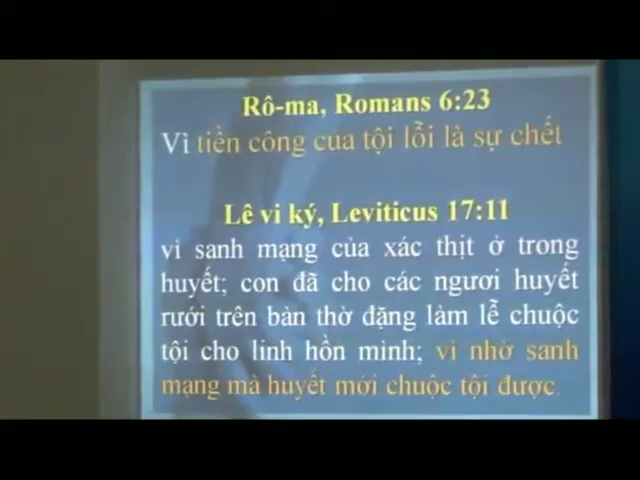 Rô-ma, Romans 6:23
Vì tiền công của tội lỗi là sự chết
Lê vi ký, Leviticus 17:11
vì sanh mạng của xác thịt ở trong
huyết; con đã cho các ngươi huyết
rưới trên bàn thờ đặng làm lễ chuộc
tội cho linh hồn mình; vì nhờ sanh
mạng mà huyết mới chuộc tội được.